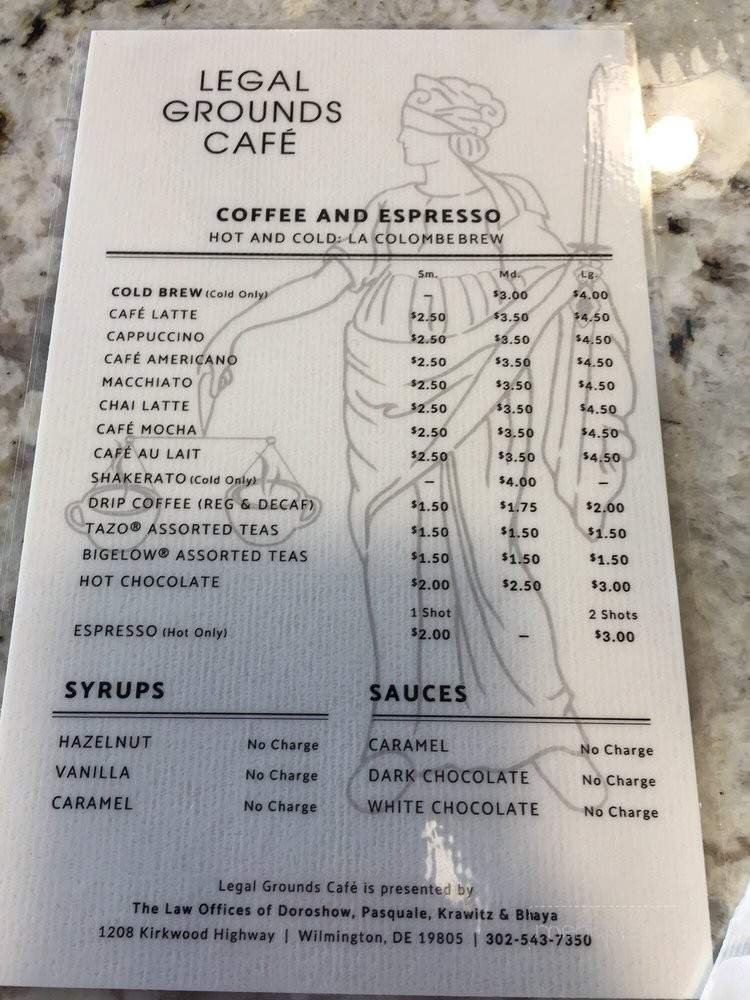 LEGAL
GROUNDS
CAFÉ
COFFEE AND ESPRESSO
HOT AND COLD: LA COLOMBE BREW
Sm. Md. Lg.
COLD BREW (Cold Only) – $3.00 $4.00
CAFÉ LATTE $2.50 $3.50 $4.50
CAPPUCCINO $2.50 $3.50 $4.50
CAFÉ AMERICANO $2.50 $3.50 $4.50
MACCHIATO $2.50 $3.50 $4.50
CHAI LATTE $2.50 $3.50 $4.50
CAFÉ MOCHA $2.50 $3.50 $4.50
CAFÉ AU LAIT $2.50 $3.50 $4.50
SHAKERATO (Cold Only) – $4.00 –
DRIP COFFEE (REG & DECAF) $1.50 $1.75 $2.00
TAZO® ASSORTED TEAS $1.50 $1.50 $1.50
BIGELOW® ASSORTED TEAS $1.50 $1.50 $1.50
HOT CHOCOLATE $2.00 $2.50 $3.00
1 Shot 2 Shots
ESPRESSO (Hot Only) $2.00 – $3.00
SYRUPS
HAZELNUT No Charge
VANILLA No Charge
CARAMEL No Charge
SAUCES
CARAMEL No Charge
DARK CHOCOLATE No Charge
WHITE CHOCOLATE No Charge
Legal Grounds Café is presented by
The Law Offices of Doroshow, Pasquale, Krawitz & Bhaya
1208 Kirkwood Highway | Wilmington, DE 19805 | 302-543-7350